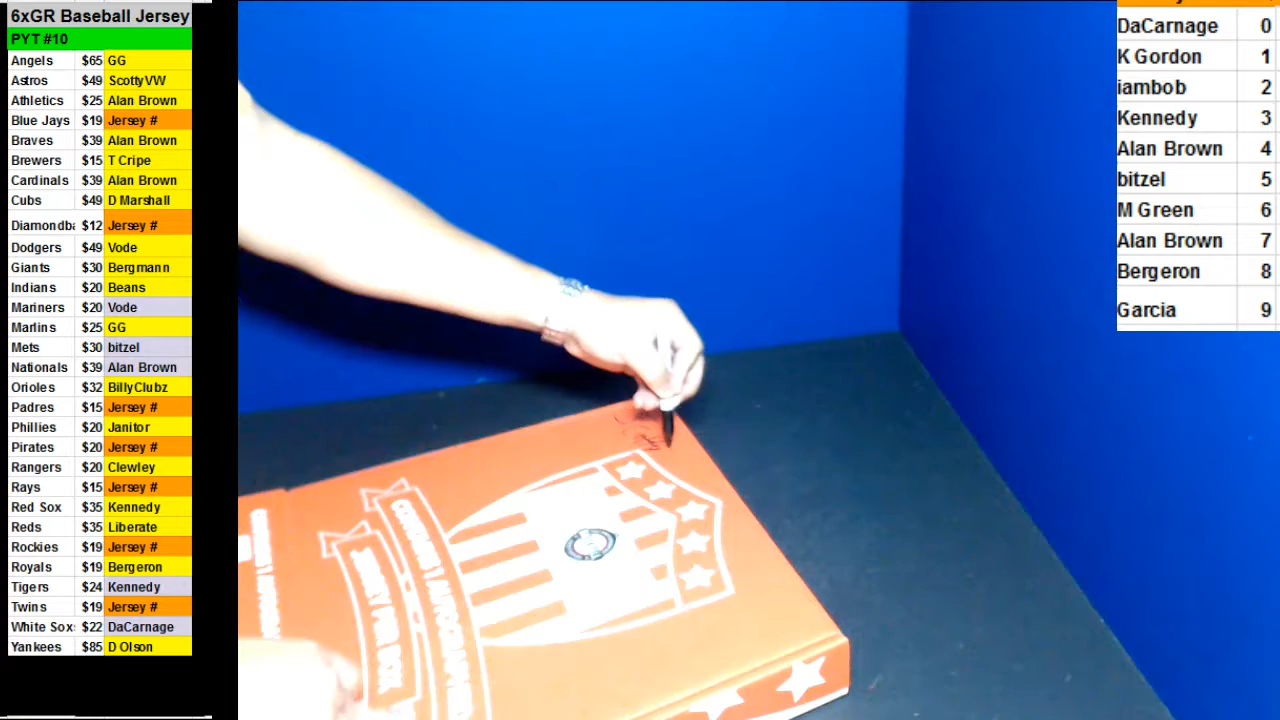 6xGR Baseball Jersey
PYT #10
Angels $65 GG
Astros $49 ScottyVW
Athletics $25 Alan Brown
Blue Jays $19 Jersey #
Braves $39 Alan Brown
Brewers $15 T Cripe
Cardinals $39 Alan Brown
Cubs $49 D Marshall
Diamondba $12 Jersey #
Dodgers $49 Vode
Giants $30 Bergmann
Indians $20 Beans
Mariners $20 Vode
Marlins $25 GG
Mets $30 bitzel
Nationals $39 Alan Brown
Orioles $32 BillyClubz
Padres $15 Jersey #
Phillies $20 Janitor
Pirates $20 Jersey #
Rangers $20 Clewley
Rays $15 Jersey #
Red Sox $35 Kennedy
Reds $35 Liberate
Rockies $19 Jersey #
Royals $19 Bergeron
Tigers $24 Kennedy
Twins $19 Jersey #
White Sox $22 DaCarnage
Yankees $85 D Olson
DaCarnage 0
K Gordon 1
iambob 2
Kennedy 3
Alan Brown 4
bitzel 5
M Green 6
Alan Brown 7
Bergeron 8
Garcia 9